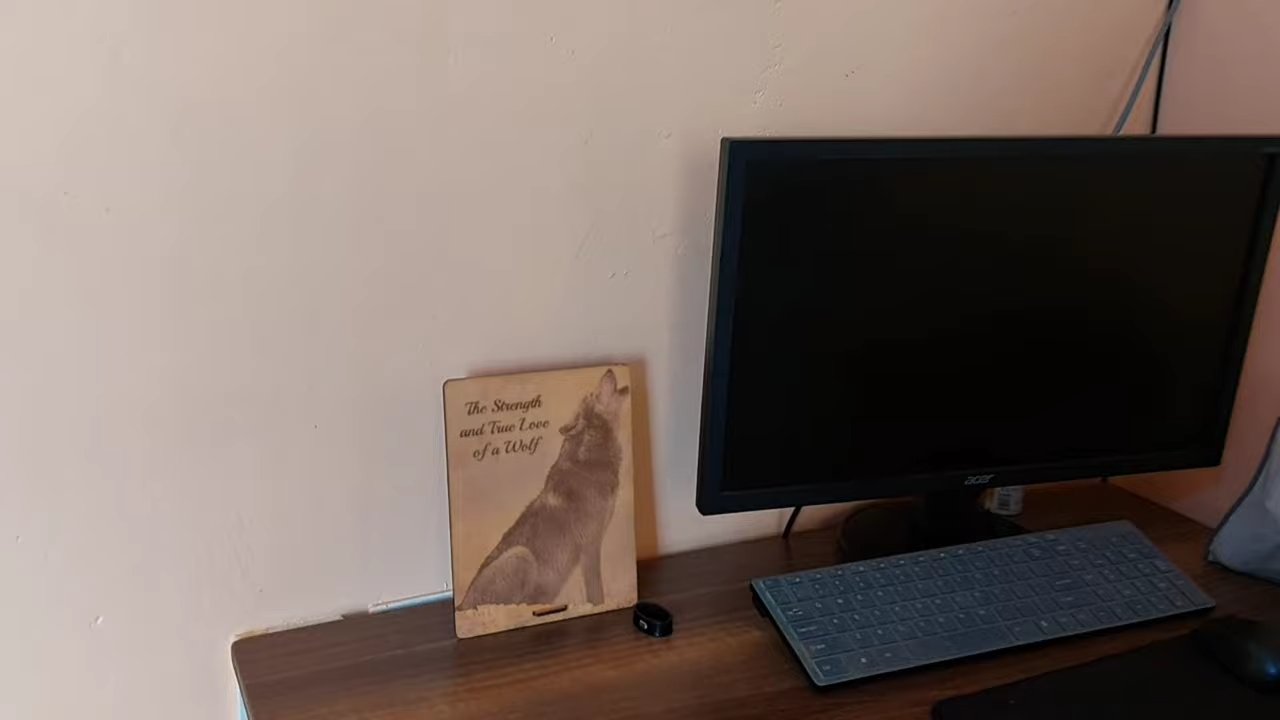 The Strength
and True Love
of a Wolf
acer